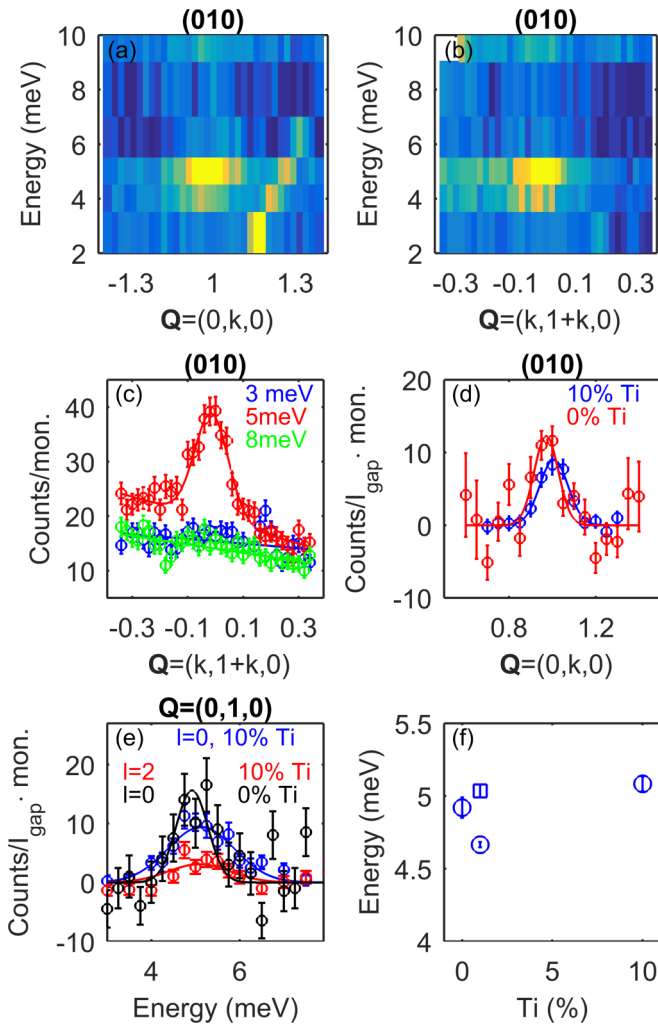 (010)
(a)
Energy (meV)
10
8
6
4
2
-1.3
1
1.3
Q=(0,k,0)
(010)
(b)
Energy (meV)
10
8
6
4
2
-0.3
-0.1
0.1
0.3
Q=(k,1+k,0)
(010)
(c)
3 meV
5meV
8meV
Counts/mon.
40
30
20
10
-0.3
-0.1
0.1
0.3
Q=(k,1+k,0)
(010)
(d)
10% Ti
0% Ti
Counts/Igap · mon.
20
10
0
-10
0.8
1.2
Q=(0,k,0)
Q=(0,1,0)
(e)
l=0, 10% Ti
l=2 10% Ti
l=0 0% Ti
Counts/Igap · mon.
20
10
0
-10
4
6
Energy (meV)
(f)
Energy (meV)
5.5
5
4.5
4
0
5
10
Ti (%)